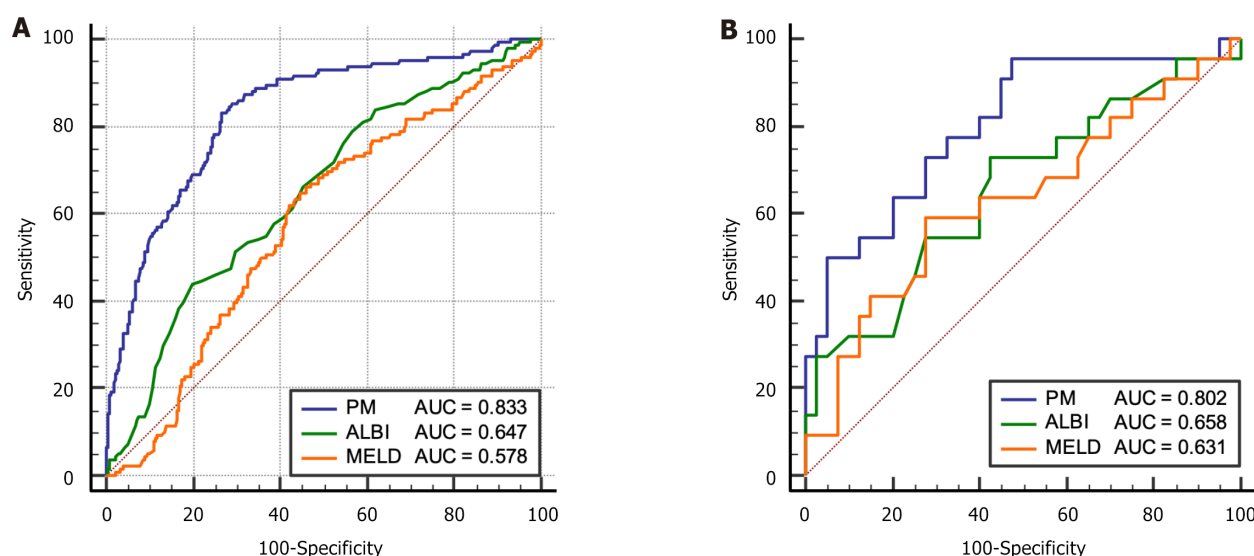 A
100
80
60
40
20
0
Sensitivity
PM AUC = 0.833
ALBI AUC = 0.647
MELD AUC = 0.578
0 20 40 60 80 100
100-Specificity
B
100
80
60
40
20
0
Sensitivity
PM AUC = 0.802
ALBI AUC = 0.658
MELD AUC = 0.631
0 20 40 60 80 100
100-Specificity